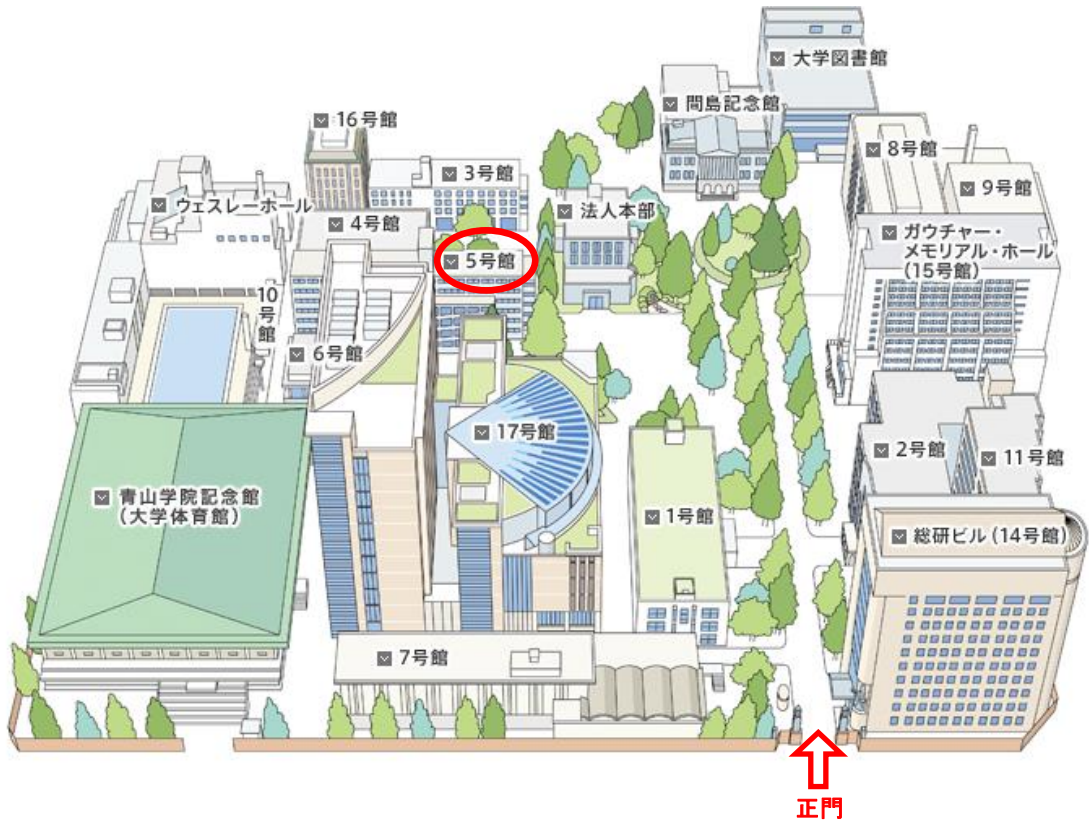 大学図書館
間島記念館
16号館
8号館
3号館
9号館
ウェスレーホール
4号館
法人本部
ガウチャー・
メモリアル・ホール
(15号館)
5号館
10号館
6号館
17号館
2号館
11号館
青山学院記念館
(大学体育館)
1号館
総研ビル(14号館)
7号館
正門